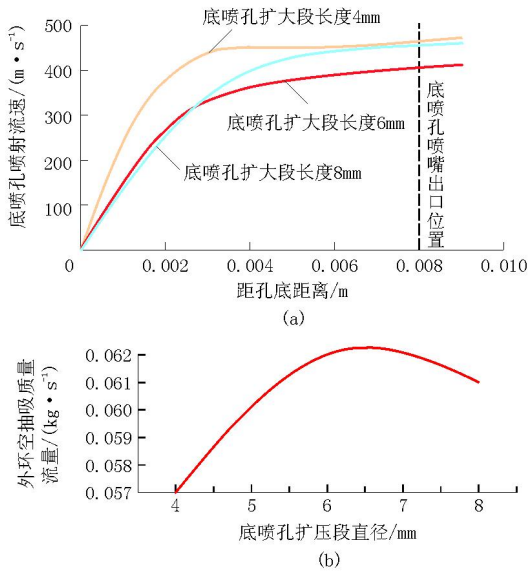 500
400
300
200
100
0
0.002
0.004
0.006
0.008
0.010
底喷孔喷射流速/(m·s⁻¹)
距孔底距离/m
底喷孔扩大段长度4mm
底喷孔扩大段长度6mm
底喷孔扩大段长度8mm
底喷孔喷嘴出口位置
(a)
外环空抽吸质量
流量/(kg·s⁻¹)
0.062
0.061
0.060
0.059
0.058
0.057
4
5
6
7
8
底喷孔扩压段直径/mm
(b)